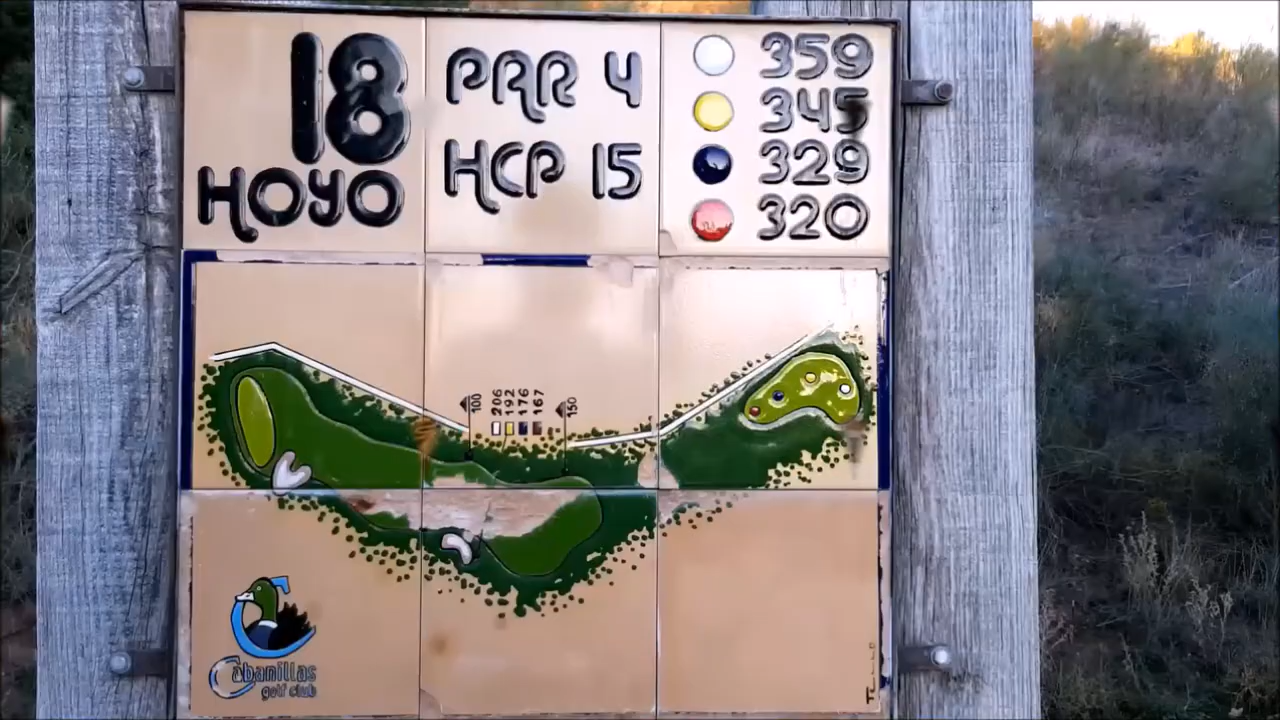 18
HOYO
PAR 4
HCP 15
359
345
329
320
100
206
192
176
167
150
Cabanillas
golf club